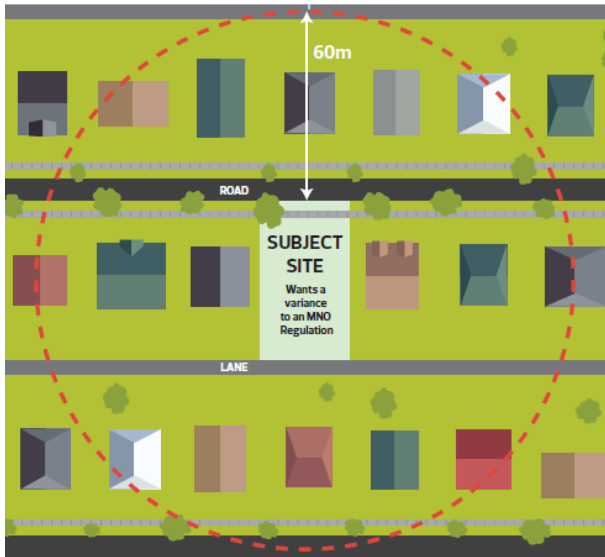 60m
ROAD
SUBJECT
SITE
Wants a
variance
to an MNO
Regulation
LANE